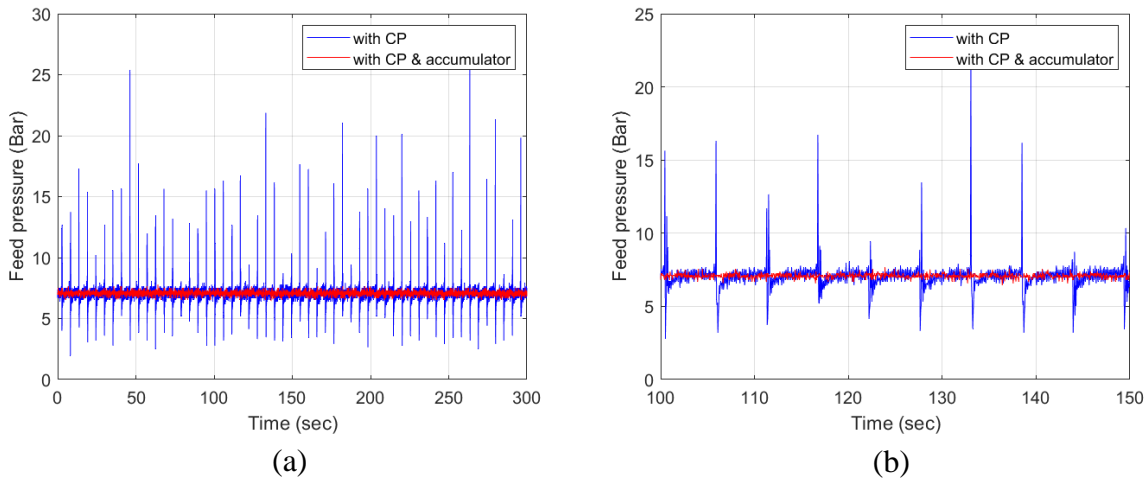 30
25
20
15
10
5
0
Feed pressure (Bar)
0 50 100 150 200 250 300
Time (sec)
with CP
with CP & accumulator
(a)
25
20
15
10
5
0
Feed pressure (Bar)
100 110 120 130 140 150
Time (sec)
with CP
with CP & accumulator
(b)